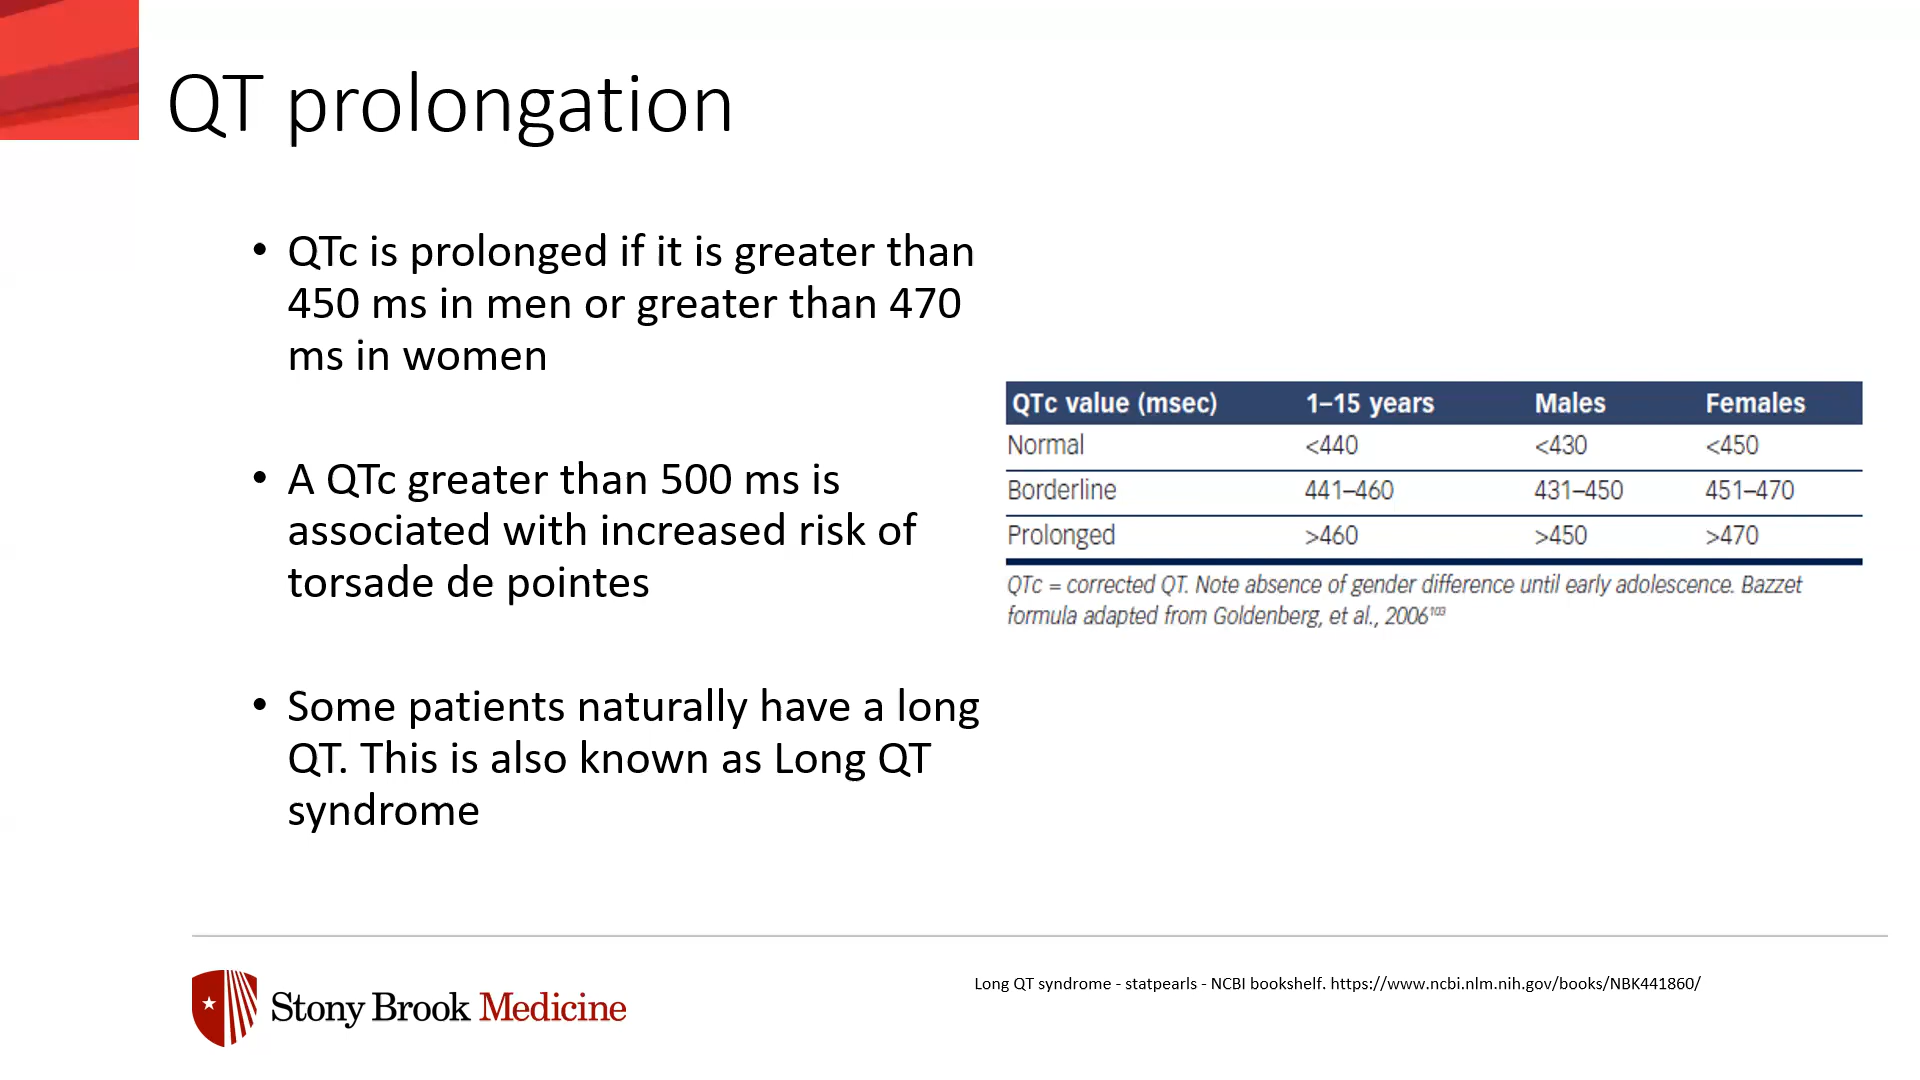 QT prolongation
• QTc is prolonged if it is greater than
450 ms in men or greater than 470
ms in women
• A QTc greater than 500 ms is
associated with increased risk of
torsade de pointes
• Some patients naturally have a long
QT. This is also known as Long QT
syndrome
QTc value (msec) 1–15 years Males Females
Normal <440 <430 <450
Borderline 441–460 431–450 451–470
Prolonged >460 >450 >470
QTc = corrected QT. Note absence of gender difference until early adolescence. Bazzet
formula adapted from Goldenberg, et al., 2006¹⁰³
Stony Brook Medicine
Long QT syndrome - statpearls - NCBI bookshelf. https://www.ncbi.nlm.nih.gov/books/NBK441860/